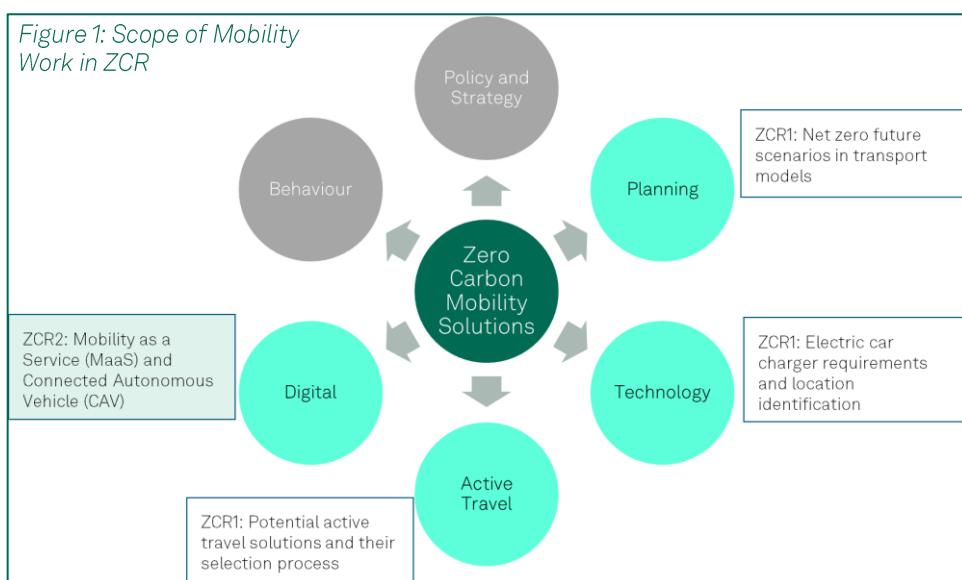 Figure 1: Scope of Mobility
Work in ZCR
Policy and
Strategy
Behaviour
Planning
ZCR1: Net zero future
scenarios in transport
models
Zero
Carbon
Mobility
Solutions
ZCR2: Mobility as a
Service (MaaS) and
Connected Autonomous
Vehicle (CAV)
Digital
Technology
ZCR1: Electric car
charger requirements
and location
identification
Active
Travel
ZCR1: Potential active
travel solutions and their
selection process